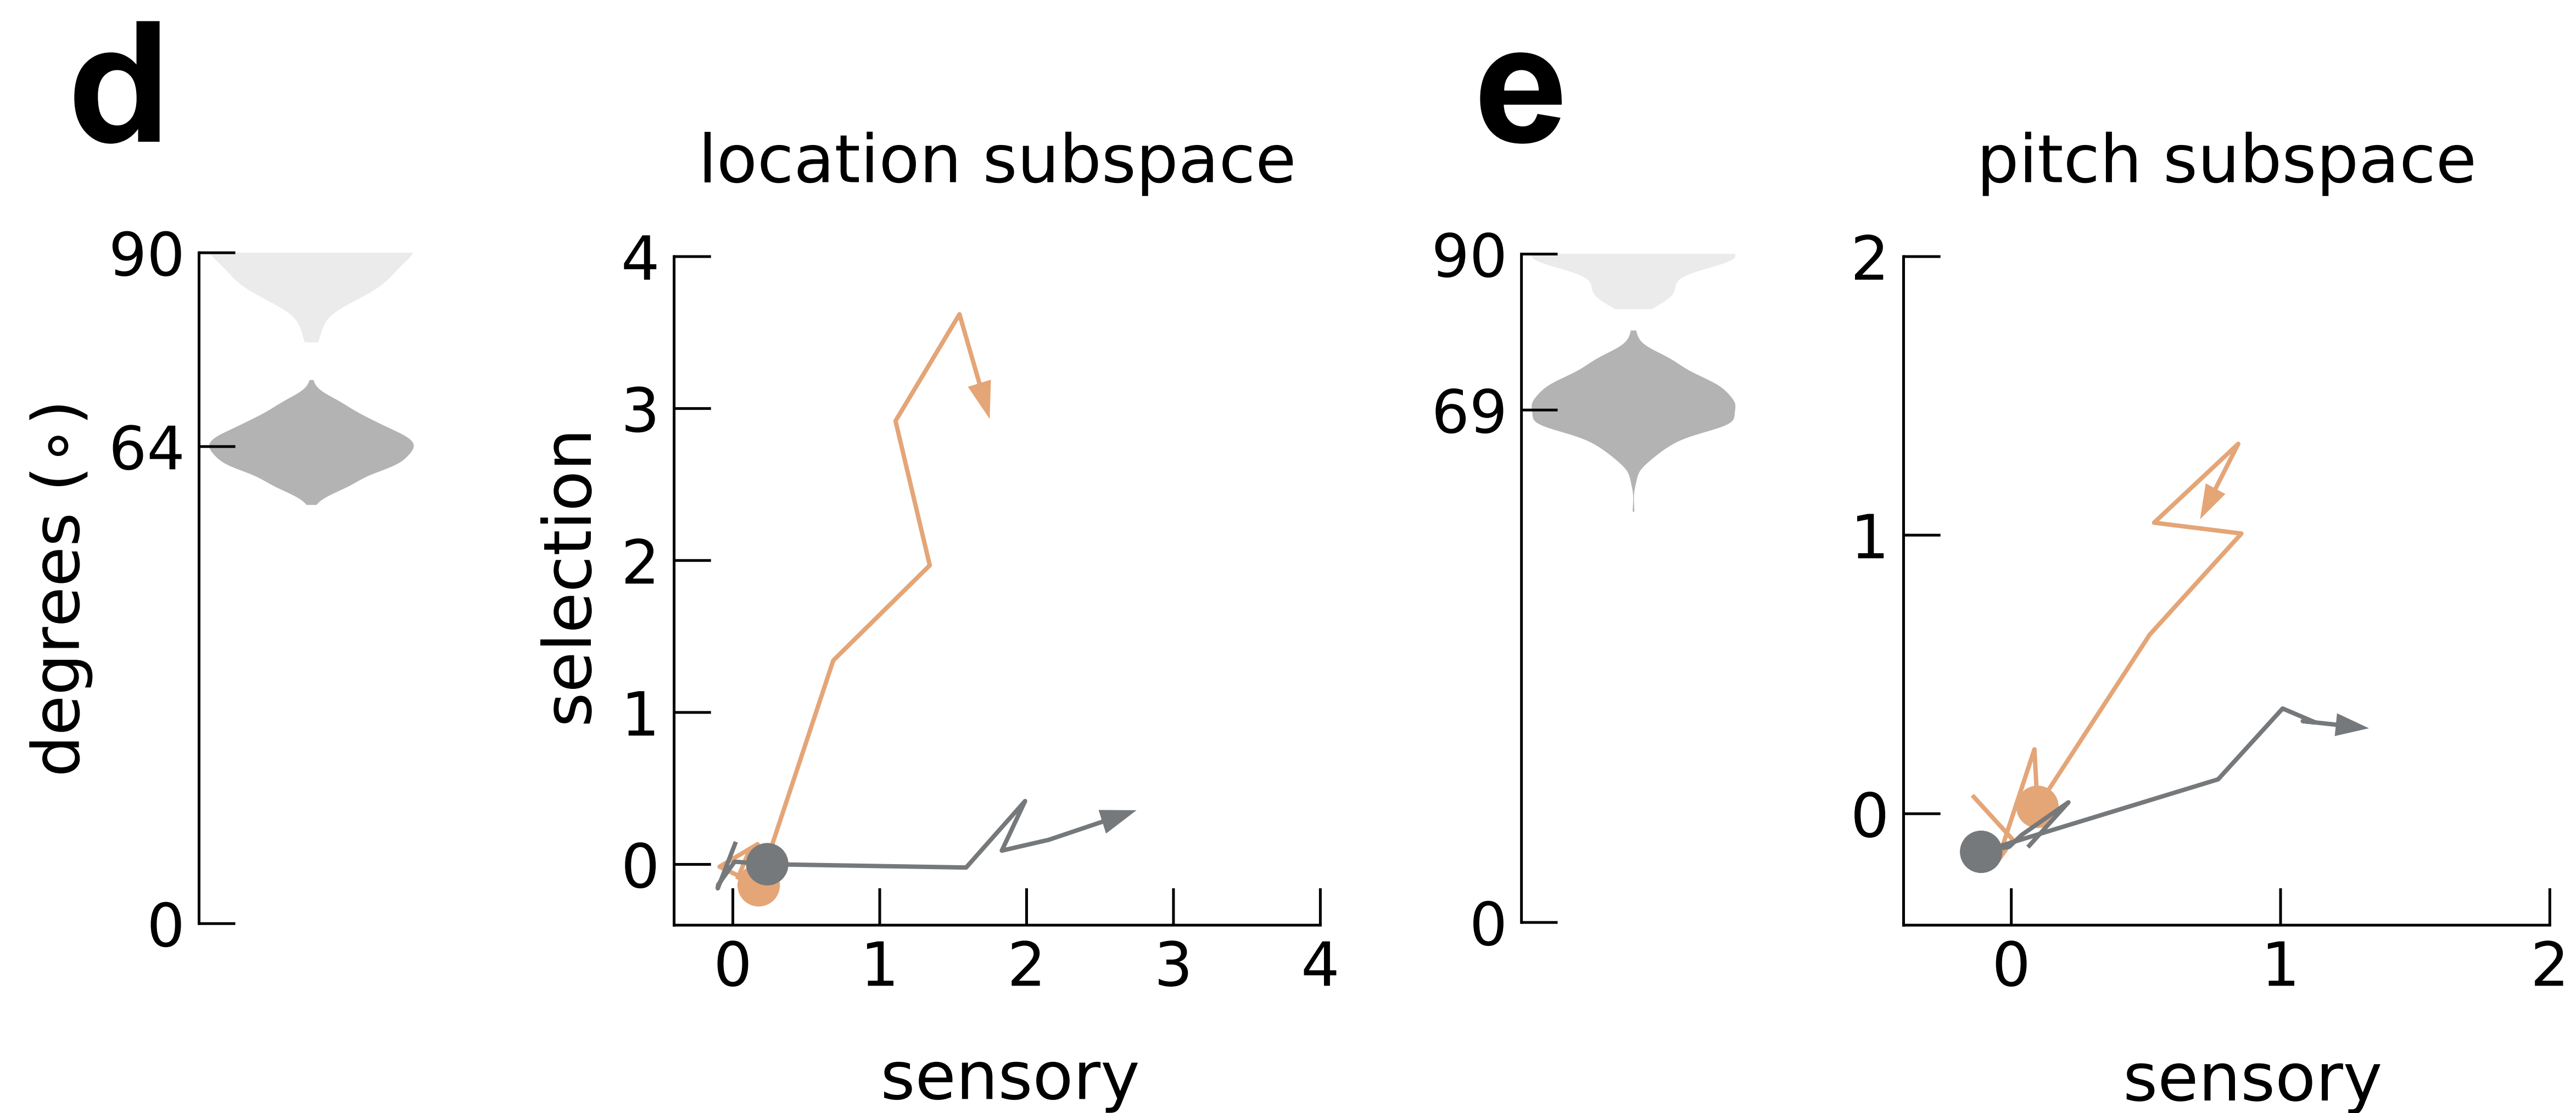 d
location subspace
degrees (∘)
90
64
0
selection
4
3
2
1
0
0 1 2 3 4
sensory
e
pitch subspace
90
69
0
2
1
0
0 1 2
sensory